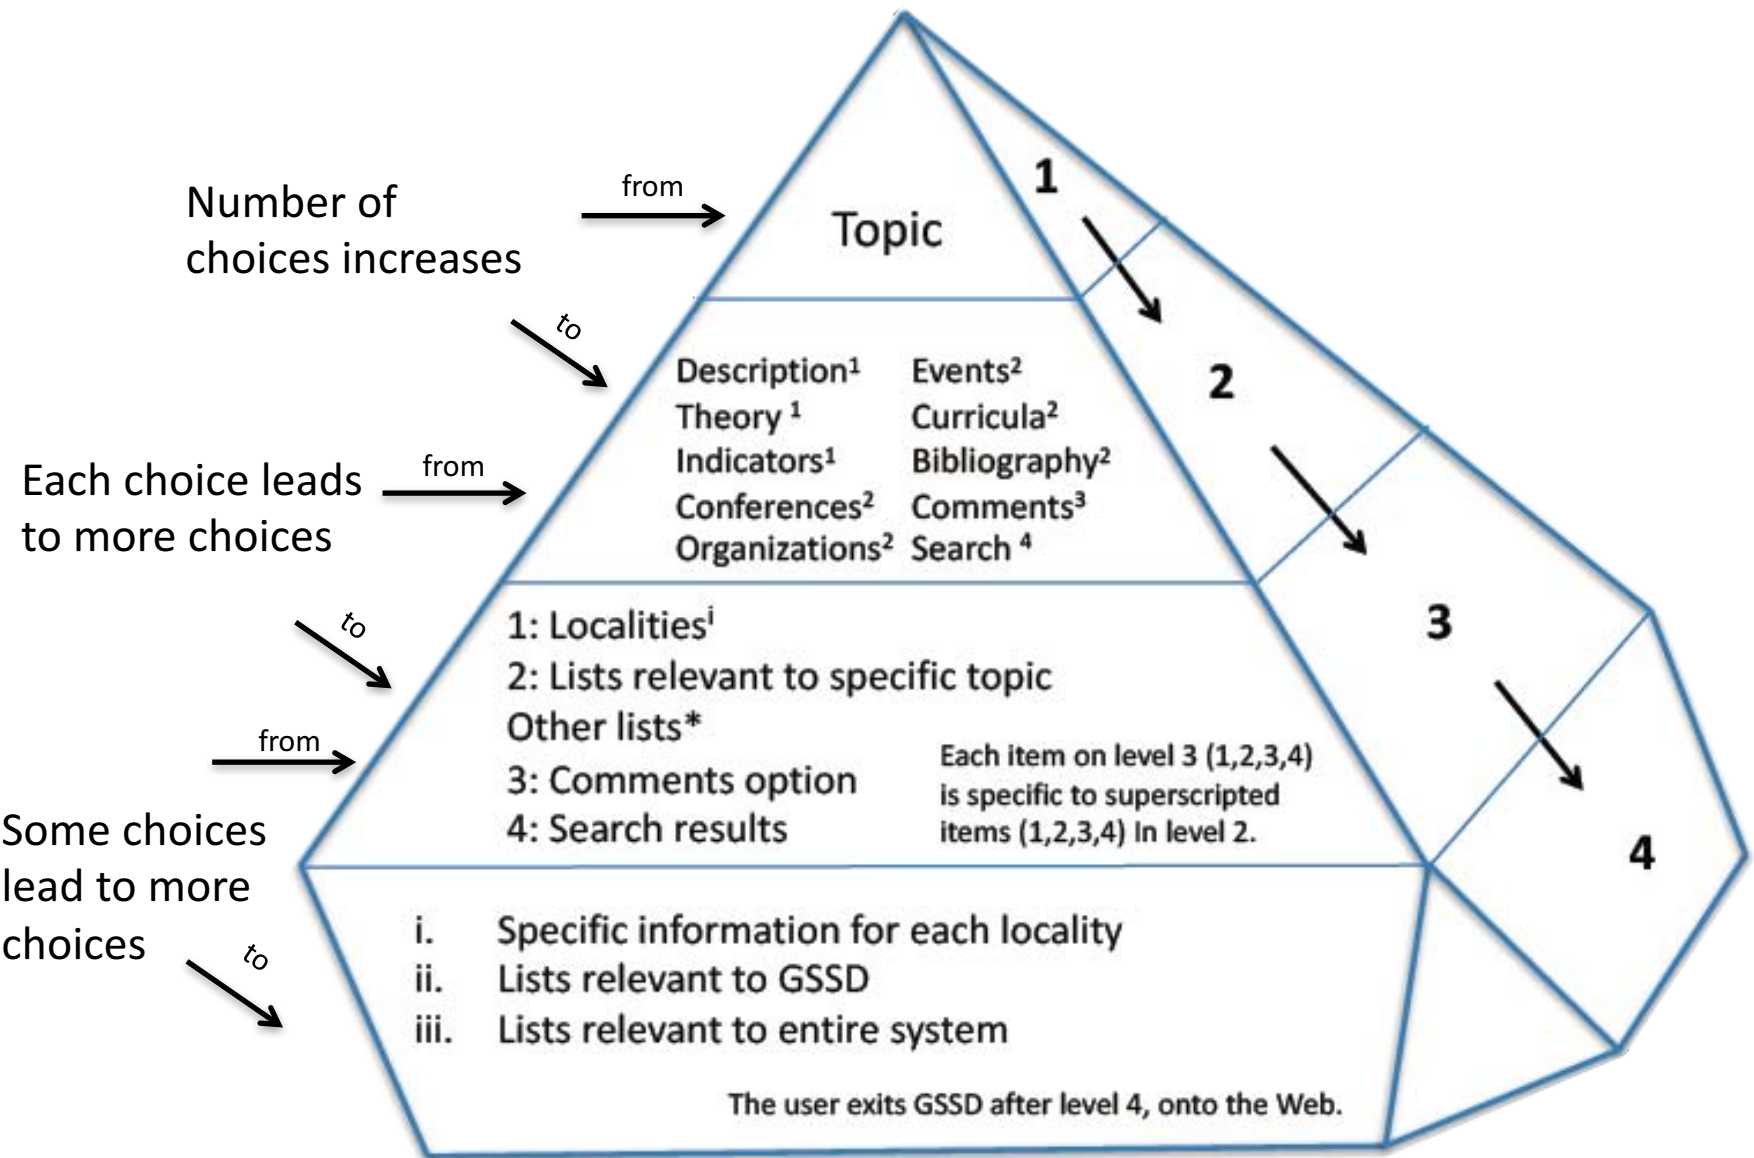 Number of
choices increases
from
to
Each choice leads
to more choices
from
to
from
Some choices
lead to more
choices
to
Topic
Description¹ Events²
Theory ¹ Curricula²
Indicators¹ Bibliography²
Conferences² Comments³
Organizations² Search ⁴
1: Localitiesⁱ
2: Lists relevant to specific topic
Other lists*
3: Comments option
4: Search results
Each item on level 3 (1,2,3,4)
is specific to superscripted
items (1,2,3,4) In level 2.
i. Specific information for each locality
ii. Lists relevant to GSSD
iii. Lists relevant to entire system
The user exits GSSD after level 4, onto the Web.
1
2
3
4